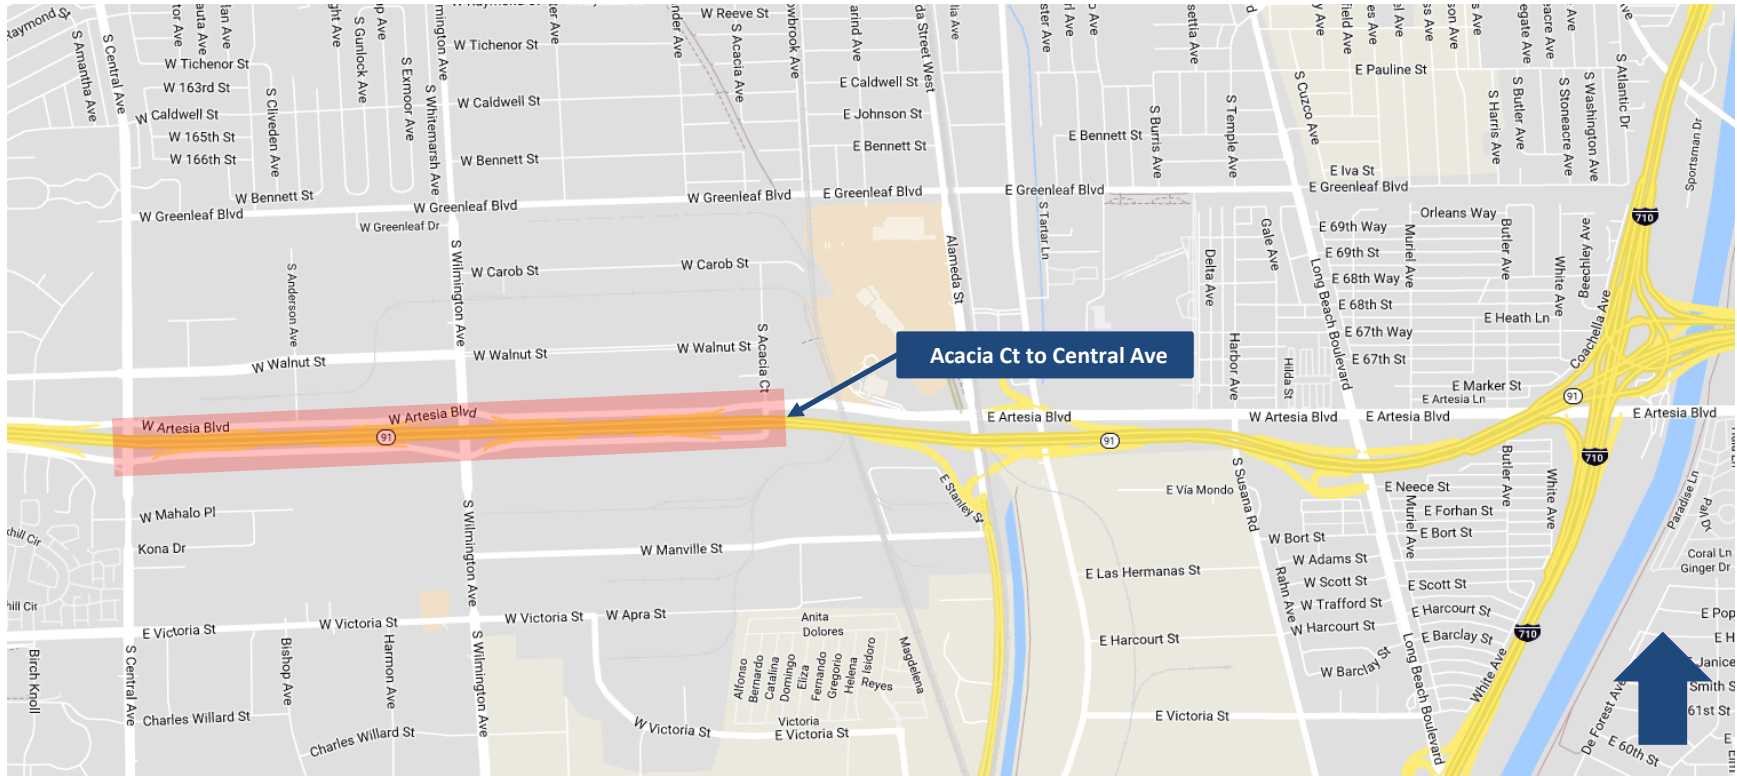 Raymond St
S Amantha Ave
S Central Ave
W Tichenor St
W 163rd St
W Caldwell St
W 165th St
W 166th St
S Cliveden Ave
S Gunlock Ave
S Exmoor Ave
S Whitemarsh Ave
W Tichenor St
W Caldwell St
W Bennett St
W Reeve St
S Acacia Ave
E Caldwell St
E Johnson St
E Bennett St
E Bennett St
S Burris Ave
S Temple Ave
S Cuzco Ave
E Pauline St
S Harris Ave
S Butler Ave
S Stoneacre Ave
S Washington Ave
S Atlantic Dr
Sportsman Dr
E Iva St
W Bennett St
W Greenleaf Blvd
W Greenleaf Blvd
W Greenleaf Blvd
E Greenleaf Blvd
E Greenleaf Blvd
E Greenleaf Blvd
W Greenleaf Dr
S Wilmington Ave
S Anderson Ave
W Carob St
W Carob St
Alameda St
S Tartar Ln
Delta Ave
Gale Ave
Long Beach Boulevard
E 69th Way
E 69th St
E 68th Way
E 68th St
E 67th Way
E 67th St
Orleans Way
Muriel Ave
Butler Ave
White Ave
Beechley Ave
E Heath Ln
Coachella Ave
710
W Walnut St
W Walnut St
W Walnut St
S Acacia Ct
Acacia Ct to Central Ave
Harbor Ave
Hilda St
E Marker St
E Artesia Ln
91
W Artesia Blvd
W Artesia Blvd
E Artesia Blvd
W Artesia Blvd
E Artesia Blvd
E Artesia Blvd
91
91
710
W Mahalo Pl
Kona Dr
S Wilmington Ave
W Manville St
E Stanley St
E Vía Mondo
S Susana Rd
E Neece St
E Forhan St
E Bort St
Muriel Ave
Butler Ave
White Ave
Paradise Ln
W Bort St
W Adams St
W Scott St
W Trafford St
W Harcourt St
W Barclay St
Rahn Ave
E Las Hermanas St
E Harcourt St
E Scott St
E Harcourt St
E Barclay St
Coral Ln
Ginger Dr
E Victoria St
W Victoria St
W Victoria St
W Apra St
710
S Central Ave
Birch Knoll
Bishop Ave
Harmon Ave
S Wilmington Ave
Anita
Dolores
Alfonso
Bernardo
Catalina
Domingo
Eliza
Fernando
Gregorio
Helena
Isidoro
Reyes
Magdelena
Victoria
E Victoria St
W Victoria St
E Victoria St
Long Beach Boulevard
White Ave
De Forest Ave
Smith S
61st St
E 60th St
Charles Willard St
Charles Willard St